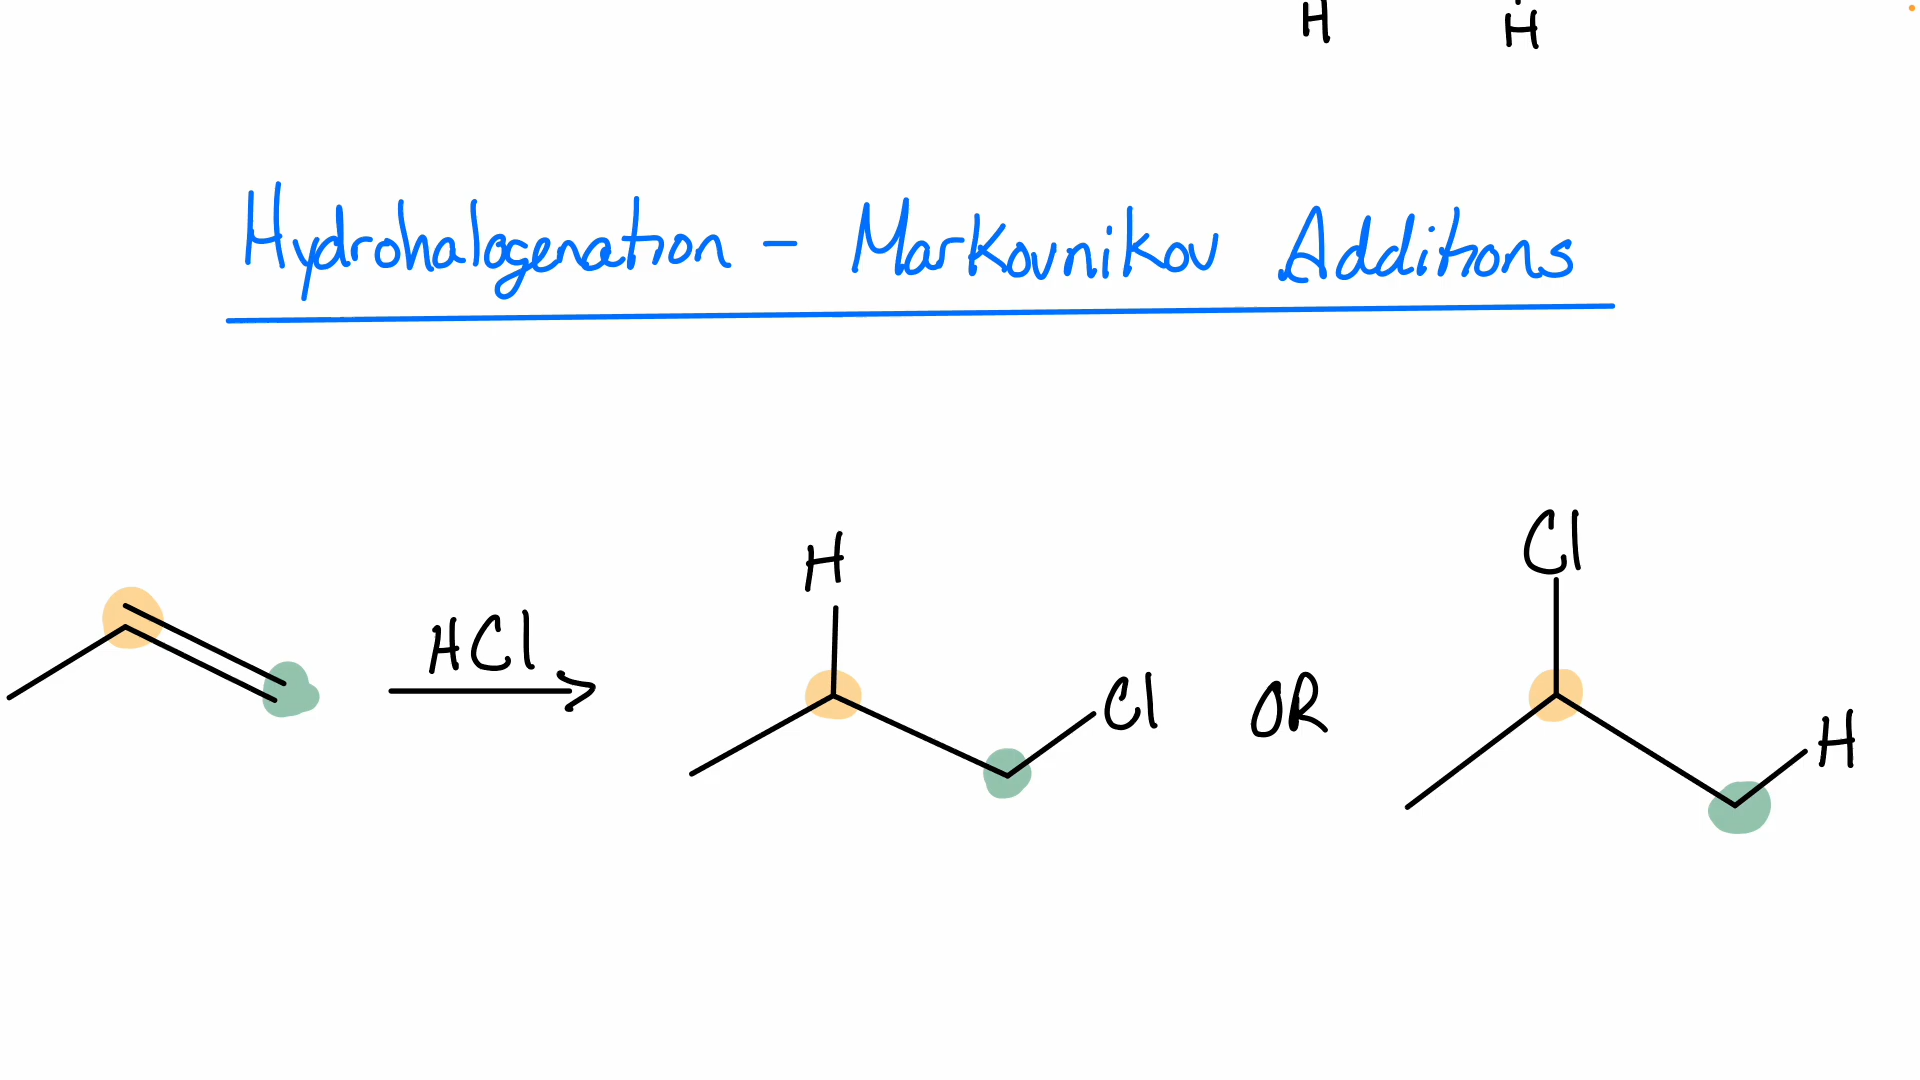 H H
Hydrohalogenation - Markovnikov Additions
Cl
H
HCl
Cl OR
H